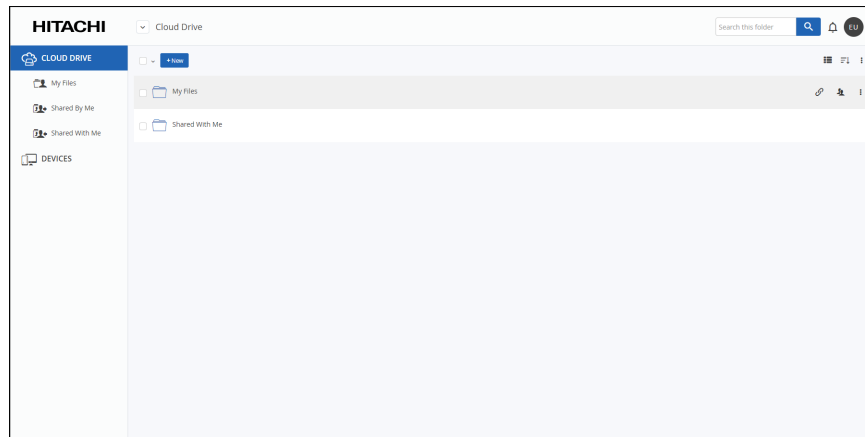 HITACHI
Cloud Drive
Search this folder
EU
CLOUD DRIVE
+ New
My Files
Shared By Me
Shared With Me
DEVICES
My Files
Shared With Me